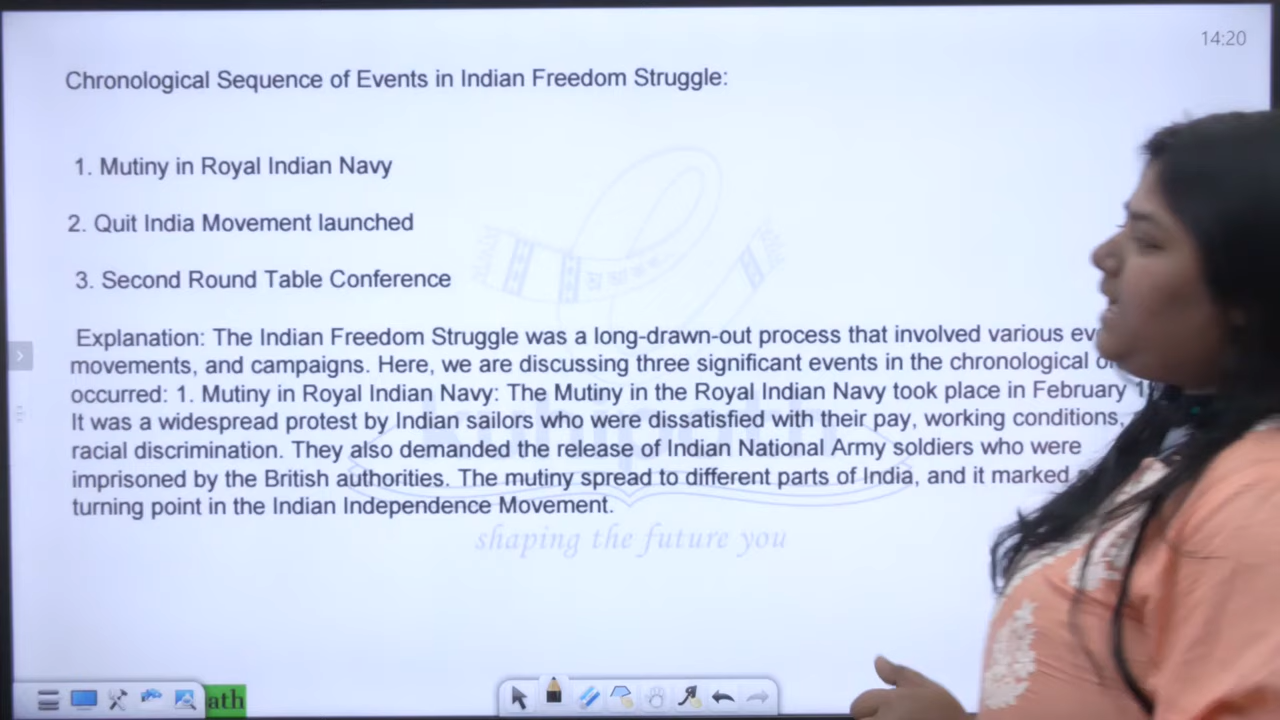 14:20
Chronological Sequence of Events in Indian Freedom Struggle:
1. Mutiny in Royal Indian Navy
2. Quit India Movement launched
3. Second Round Table Conference
Explanation: The Indian Freedom Struggle was a long-drawn-out process that involved various
movements, and campaigns. Here, we are discussing three significant events in the chronological
occurred: 1. Mutiny in Royal Indian Navy: The Mutiny in the Royal Indian Navy took place in February
It was a widespread protest by Indian sailors who were dissatisfied with their pay, working conditions,
racial discrimination. They also demanded the release of Indian National Army soldiers who were
imprisoned by the British authorities. The mutiny spread to different parts of India, and it marked
turning point in the Indian Independence Movement.
shaping the future you
ath